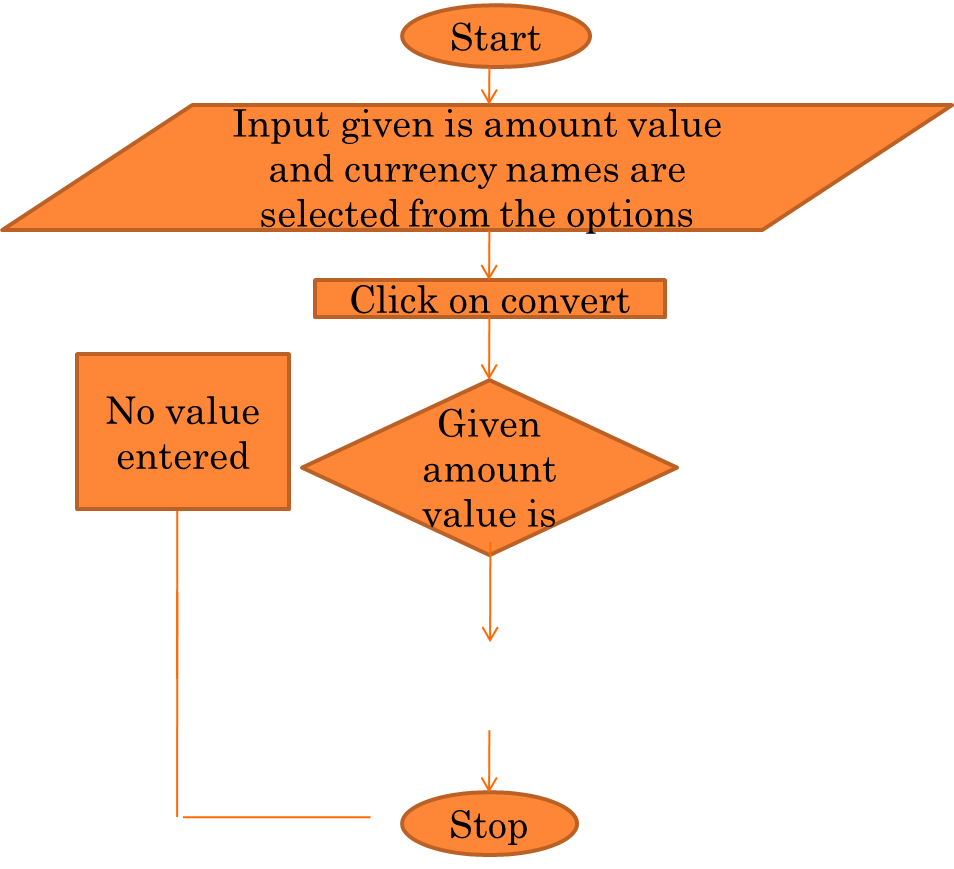 Start
Input given is amount value
and currency names are
selected from the options
Click on convert
No value
entered
Given
amount
value is
Stop